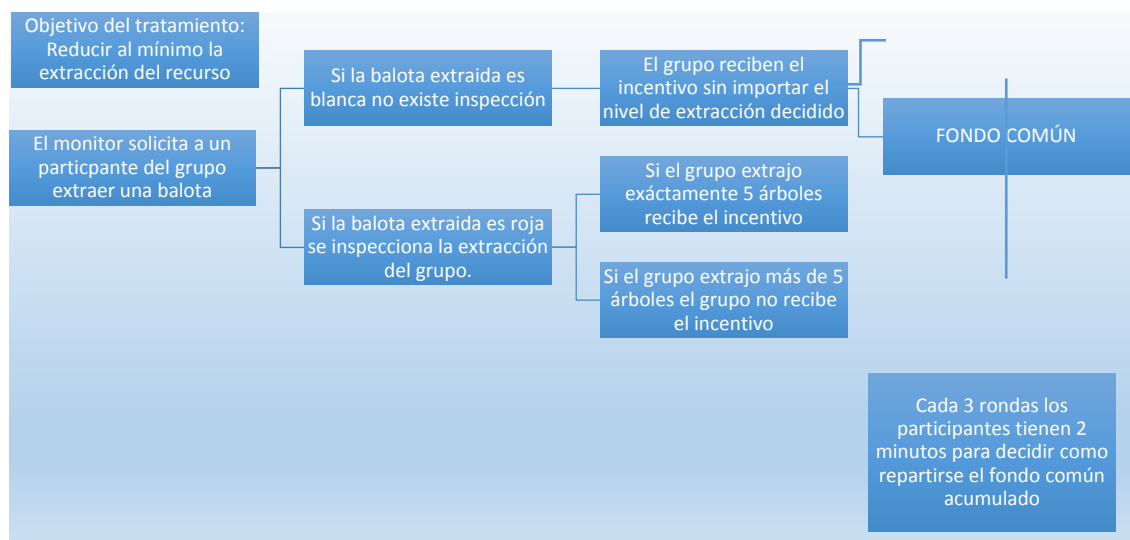 Objetivo del tratamiento:
Reducir al mínimo la
extracción del recurso
El monitor solicita a un
particpante del grupo
extraer una balota
Si la balota extraida es
blanca no existe inspección
El grupo reciben el
incentivo sin importar el
nivel de extracción decidido
FONDO COMÚN
Si la balota extraida es roja
se inspecciona la extracción
del grupo.
Si el grupo extrajo
exáctamente 5 árboles
recibe el incentivo
Si el grupo extrajo más de 5
árboles el grupo no recibe
el incentivo
Cada 3 rondas los
participantes tienen 2
minutos para decidir como
repartirse el fondo común
acumulado